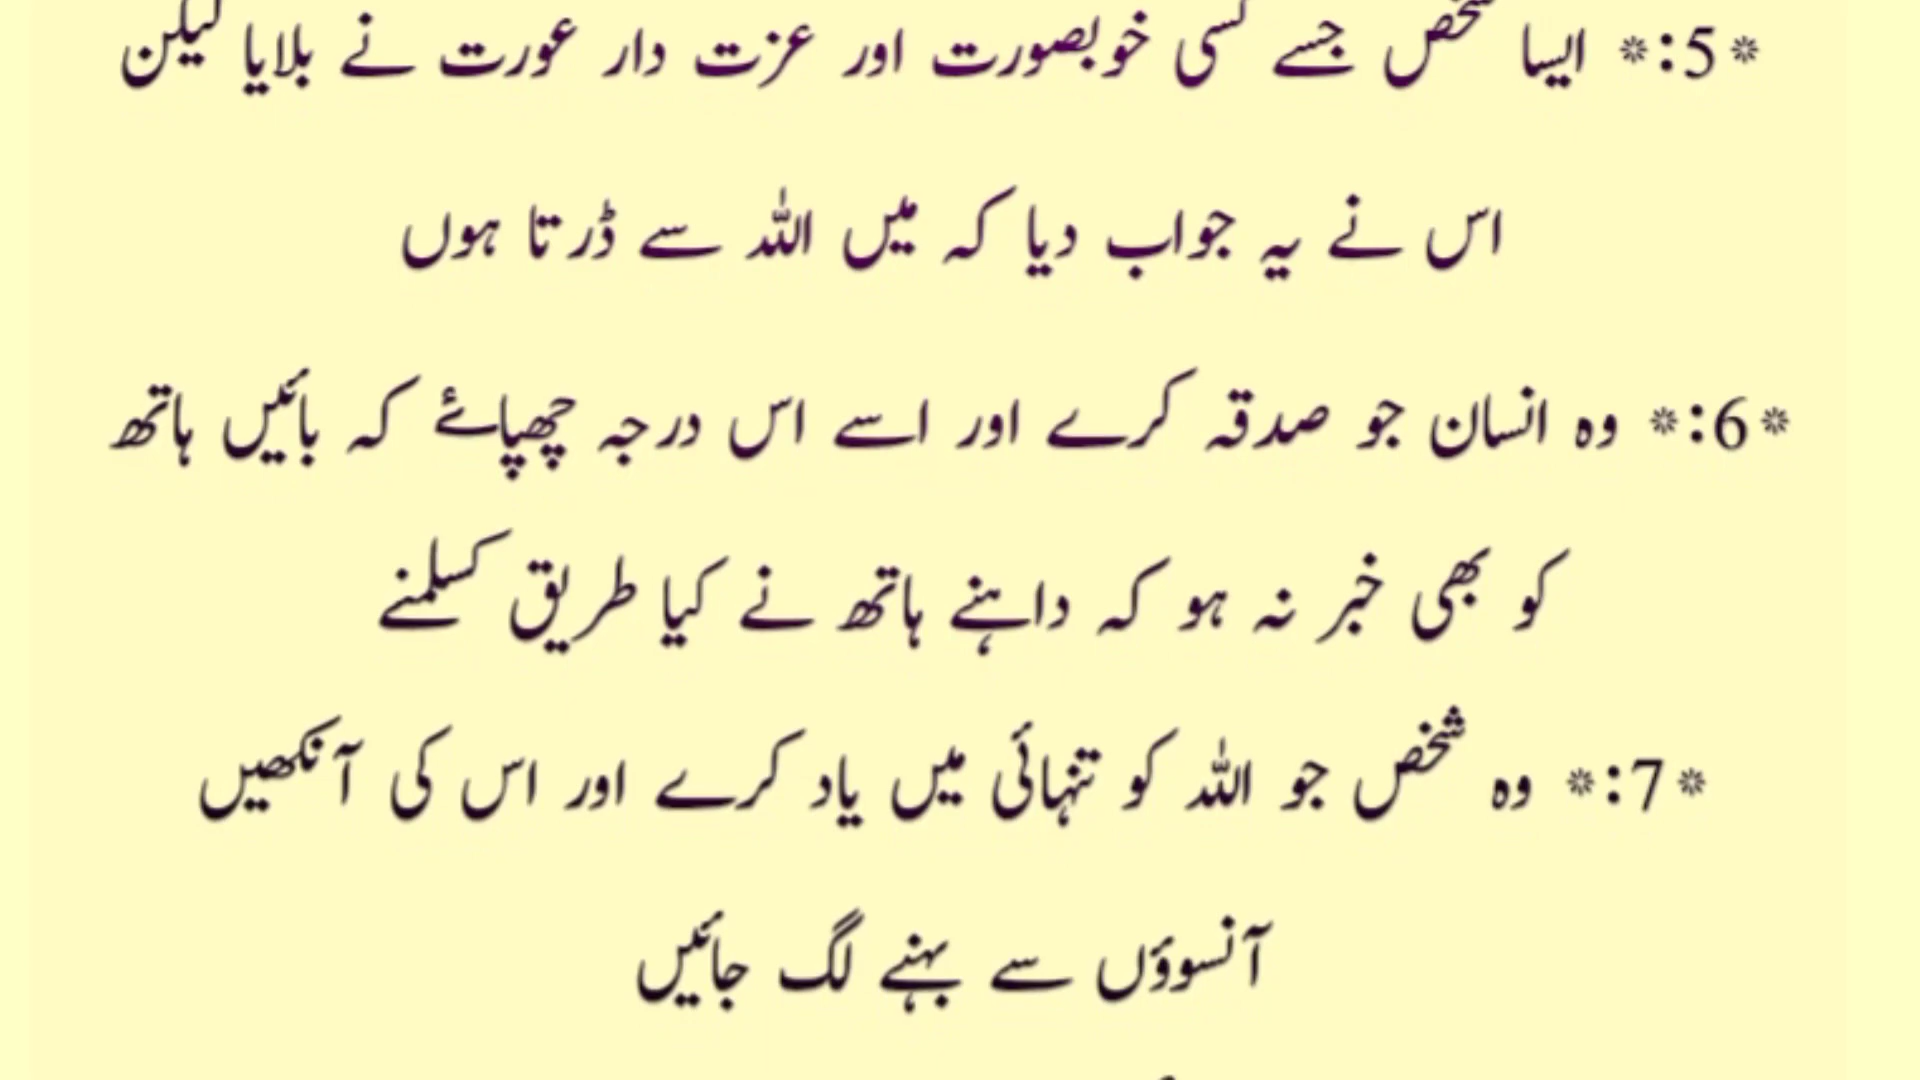 *5:* ایسا شخص جسے کسی خوبصورت اور عزت دار عورت نے بلایا لیکن
اس نے یہ جواب دیا کہ میں اللہ سے ڈرتا ہوں
*6:* وہ انسان جو صدقہ کرے اور اسے اس درجہ چھپائے کہ بائیں ہاتھ
کو بھی خبر نہ ہو کہ داہنے ہاتھ نے کیا طریق کسلمنے
*7:* وہ شخص جو اللہ کو تنہائی میں یاد کرے اور اس کی آنکھیں
آنسوؤں سے بہنے لگ جائیں